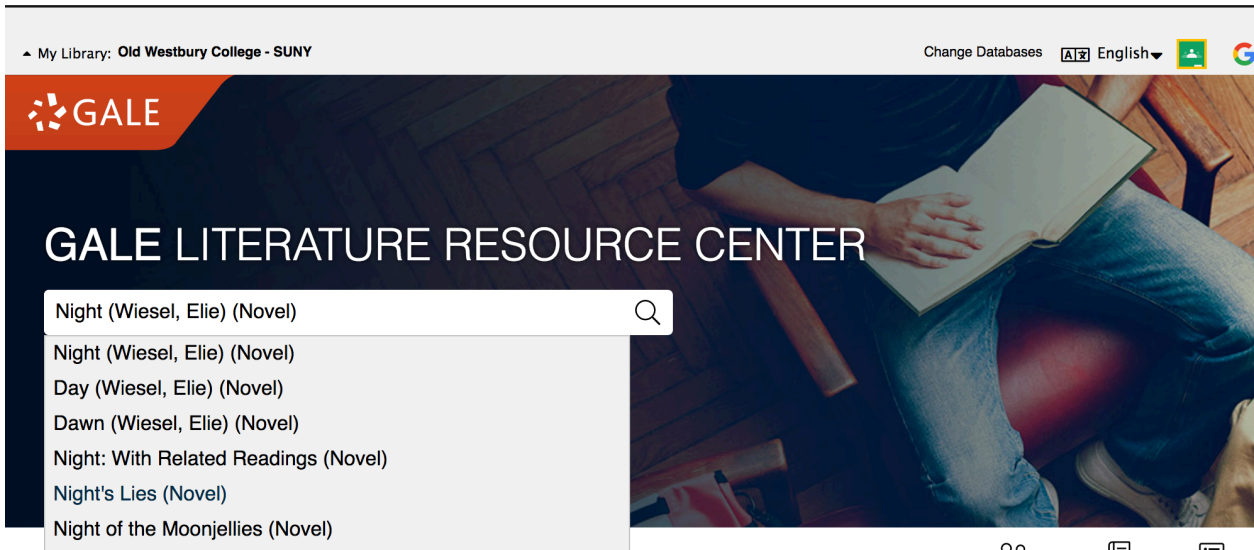 My Library: Old Westbury College - SUNY
Change Databases
English
GALE
GALE LITERATURE RESOURCE CENTER
Night (Wiesel, Elie) (Novel)
Night (Wiesel, Elie) (Novel)
Day (Wiesel, Elie) (Novel)
Dawn (Wiesel, Elie) (Novel)
Night: With Related Readings (Novel)
Night's Lies (Novel)
Night of the Moonjellies (Novel)